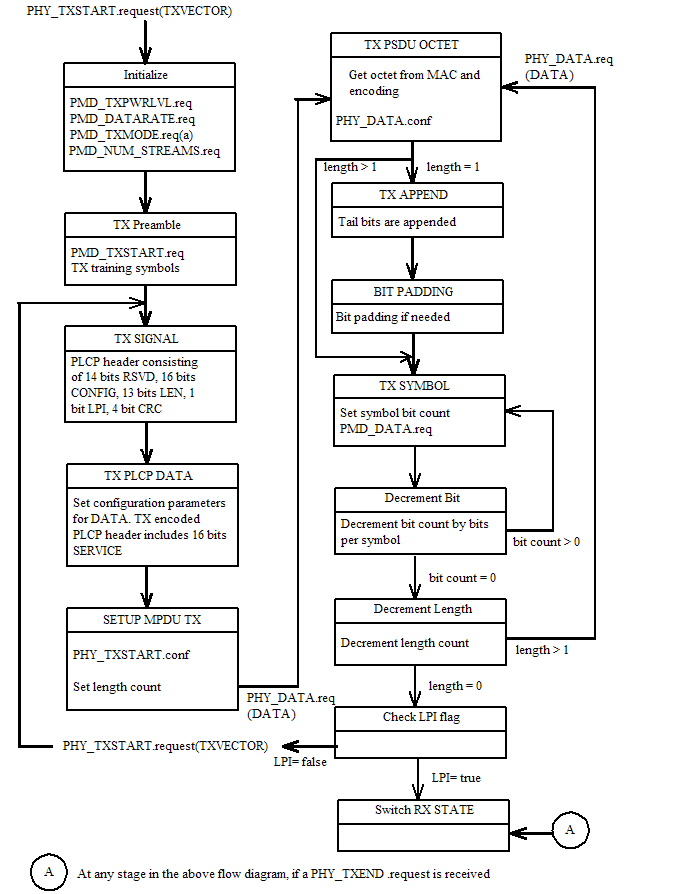 PHY_TXSTART.request(TXVECTOR)
Initialize
PMD_TXPWRLVL.req
PMD_DATARATE.req
PMD_TXMODE.req(a)
PMD_NUM_STREAMS.req
TX Preamble
PMD_TXSTART.req
TX training symbols
TX SIGNAL
PLCP header consisting
of 14 bits RSVD, 16 bits
CONFIG, 13 bits LEN, 1
bit LPI, 4 bit CRC
TX PLCP DATA
Set configuration parameters
for DATA. TX encoded
PLCP header includes 16 bits
SERVICE
SETUP MPDU TX
PHY_TXSTART.conf
Set length count
PHY_DATA.req
(DATA)
TX PSDU OCTET
Get octet from MAC and
encoding
PHY_DATA.conf
PHY_DATA.req
(DATA)
length > 1
length = 1
TX APPEND
Tail bits are appended
BIT PADDING
Bit padding if needed
TX SYMBOL
Set symbol bit count
PMD_DATA.req
Decrement Bit
Decrement bit count by bits
per symbol
bit count > 0
bit count = 0
Decrement Length
Decrement length count
length > 1
length = 0
Check LPI flag
PHY_TXSTART.request(TXVECTOR)
LPI= false
LPI= true
Switch RX STATE
A
A
At any stage in the above flow diagram, if a PHY_TXEND .request is received